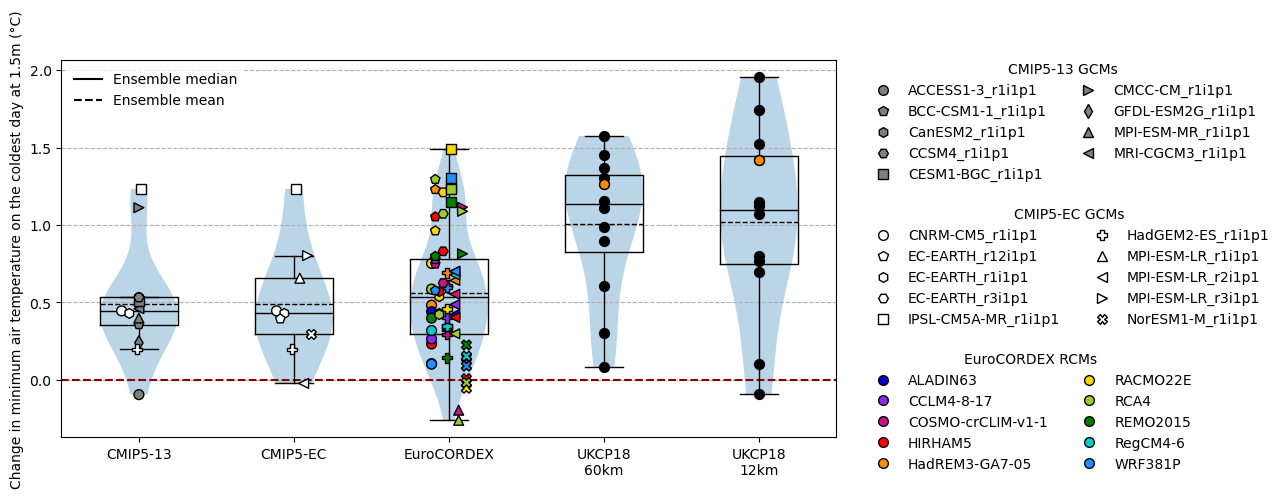 Change in minimum air temperature on the coldest day at 1.5m (°C)
2.0
1.5
1.0
0.5
0.0
Ensemble median
Ensemble mean
CMIP5-13
CMIP5-EC
EuroCORDEX
UKCP18
60km
UKCP18
12km
CMIP5-13 GCMs
ACCESS1-3_r1i1p1
BCC-CSM1-1_r1i1p1
CanESM2_r1i1p1
CCSM4_r1i1p1
CESM1-BGC_r1i1p1
CMCC-CM_r1i1p1
GFDL-ESM2G_r1i1p1
MPI-ESM-MR_r1i1p1
MRI-CGCM3_r1i1p1
CMIP5-EC GCMs
CNRM-CM5_r1i1p1
EC-EARTH_r12i1p1
EC-EARTH_r1i1p1
EC-EARTH_r3i1p1
IPSL-CM5A-MR_r1i1p1
HadGEM2-ES_r1i1p1
MPI-ESM-LR_r1i1p1
MPI-ESM-LR_r2i1p1
MPI-ESM-LR_r3i1p1
NorESM1-M_r1i1p1
EuroCORDEX RCMs
ALADIN63
CCLM4-8-17
COSMO-crCLIM-v1-1
HIRHAM5
HadREM3-GA7-05
RACMO22E
RCA4
REMO2015
RegCM4-6
WRF381P